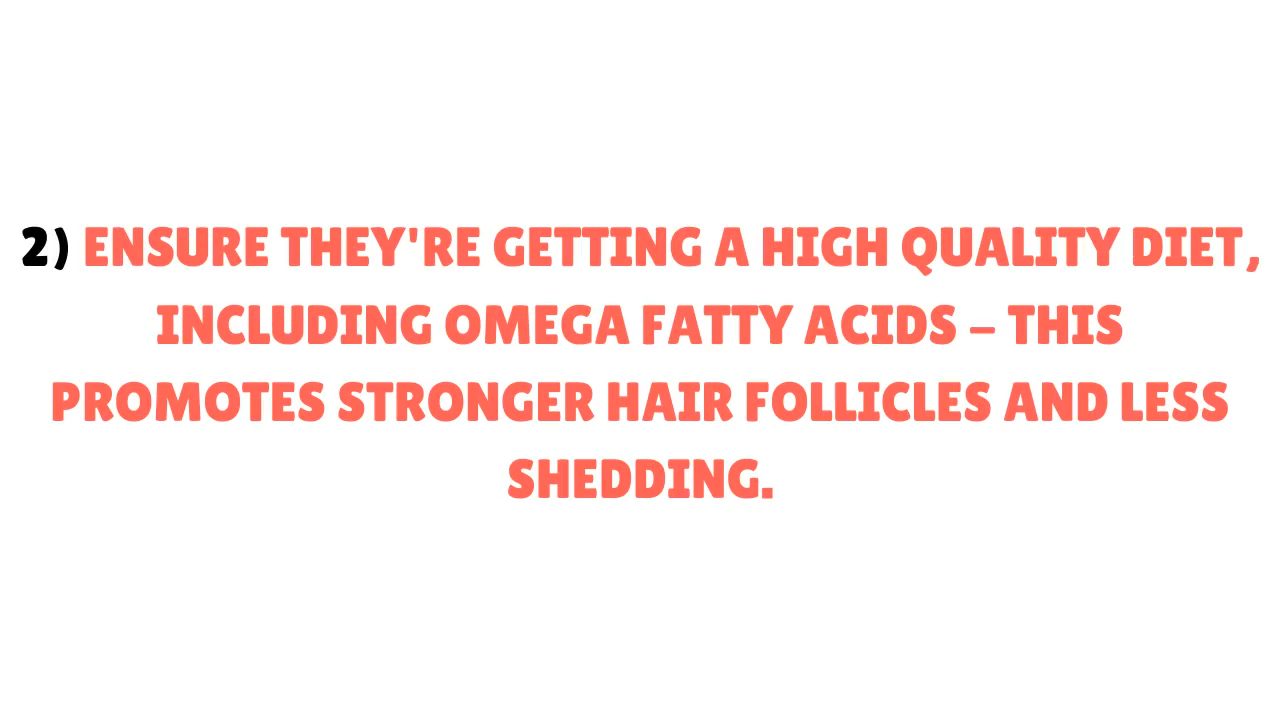 2) ENSURE THEY'RE GETTING A HIGH QUALITY DIET,
INCLUDING OMEGA FATTY ACIDS – THIS
PROMOTES STRONGER HAIR FOLLICLES AND LESS
SHEDDING.